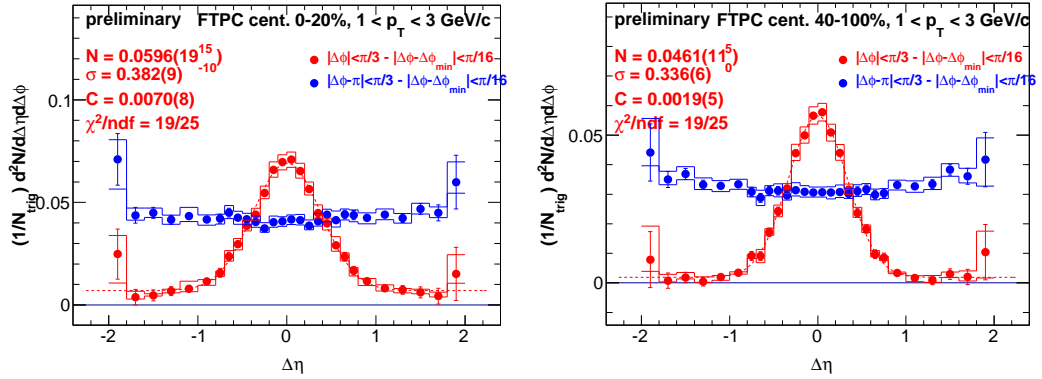 preliminary FTPC cent. 0-20%, 1 < p_T < 3 GeV/c
N = 0.0596(19 15 -10)
σ = 0.382(9)
C = 0.0070(8)
χ²/ndf = 19/25
|Δϕ|<π/3 - |Δϕ-Δϕ_min|<π/16
|Δϕ-π|<π/3 - |Δϕ-Δϕ_min|<π/16
(1/N_trig) d²N/dΔηdΔϕ
0.1
0.05
0
-2 -1 0 1 2
Δη
preliminary FTPC cent. 40-100%, 1 < p_T < 3 GeV/c
N = 0.0461(11 5 0)
σ = 0.336(6)
C = 0.0019(5)
χ²/ndf = 19/25
|Δϕ|<π/3 - |Δϕ-Δϕ_min|<π/16
|Δϕ-π|<π/3 - |Δϕ-Δϕ_min|<π/16
(1/N_trig) d²N/dΔηdΔϕ
0.05
0
-2 -1 0 1 2
Δη